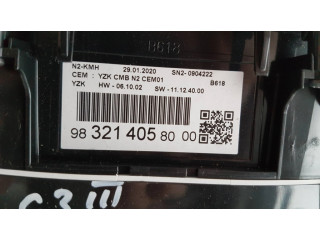 B618
N2-KMH 29.01.2020 SN2- 0904222
CEM : YZK CMB N2 CEM01 B618
YZK HW - 06.10.02 SW - 11.12.40.00
98 321 405 80 00
C3 III